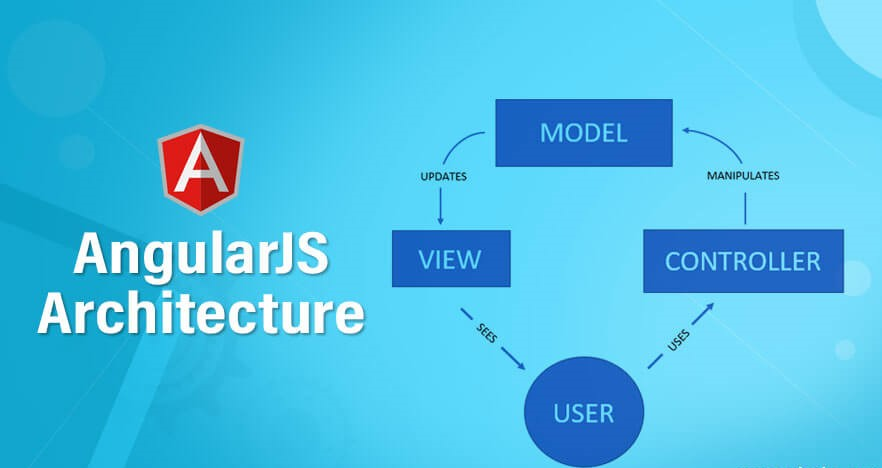 A
AngularJS
Architecture
MODEL
UPDATES
MANIPULATES
VIEW
CONTROLLER
SEES
USES
USER